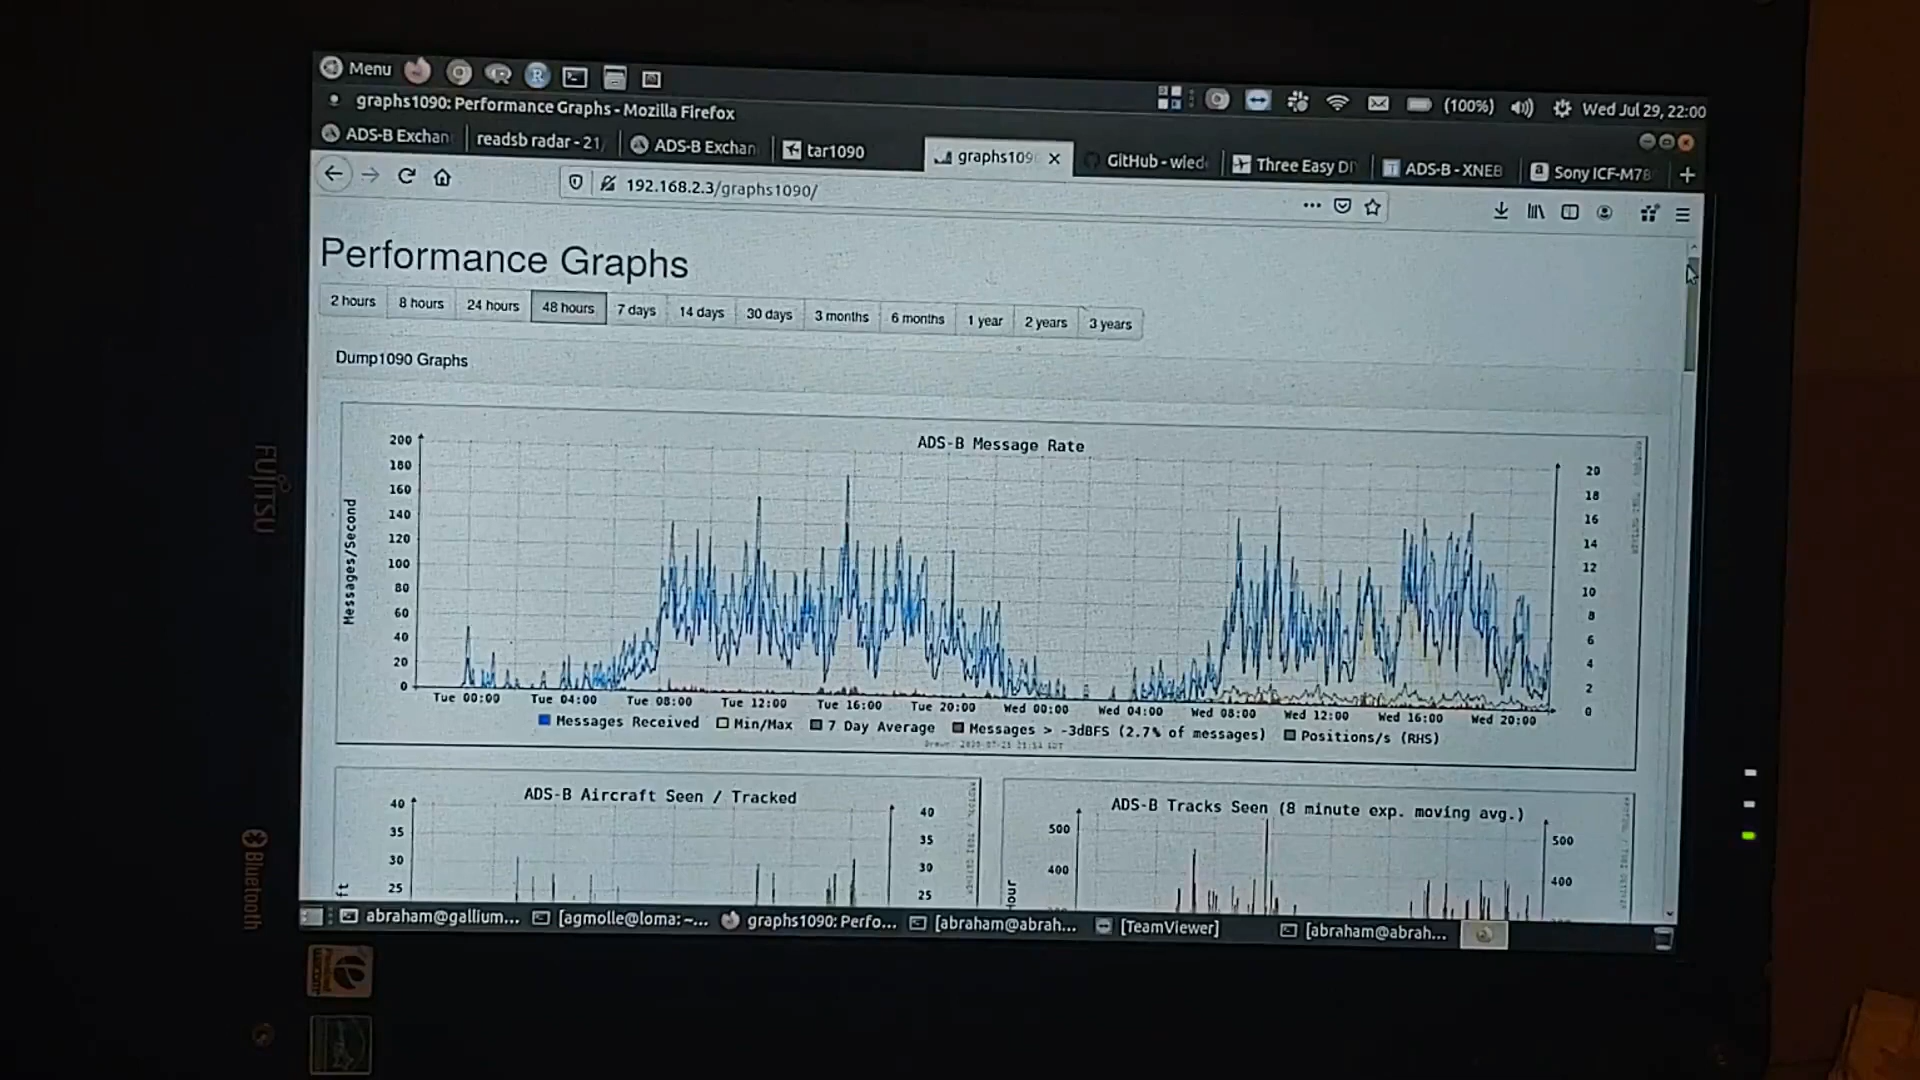 Menu
(100%)
Wed Jul 29, 22:00
graphs1090: Performance Graphs - Mozilla Firefox
ADS-B Exchan
readsb radar - 21
ADS-B Exchan
tar1090
graphs109
GitHub - wied
Three Easy DI
ADS-B - XNEB
Sony ICF-M78
192.168.2.3/graphs1090/
Performance Graphs
2 hours
8 hours
24 hours
48 hours
7 days
14 days
30 days
3 months
6 months
1 year
2 years
3 years
Dump1090 Graphs
ADS-B Message Rate
Messages/Second
200
180
160
140
120
100
80
60
40
20
0
20
18
16
14
12
10
8
6
4
2
0
Tue 00:00 Tue 04:00 Tue 08:00 Tue 12:00 Tue 16:00 Tue 20:00 Wed 00:00 Wed 04:00 Wed 08:00 Wed 12:00 Wed 16:00 Wed 20:00
Messages Received Min/Max 7 Day Average Messages > -3dBFS (2.7% of messages) Positions/s (RHS)
ADS-B Aircraft Seen / Tracked
40
35
30
25
40
35
30
25
ADS-B Tracks Seen (8 minute exp. moving avg.)
500
400
500
400
abraham@gallium...
[agmolle@loma: ~...
graphs1090: Perfo...
[abraham@abrah...
[TeamViewer]
[abraham@abrah...
FUJITSU
Bluetooth